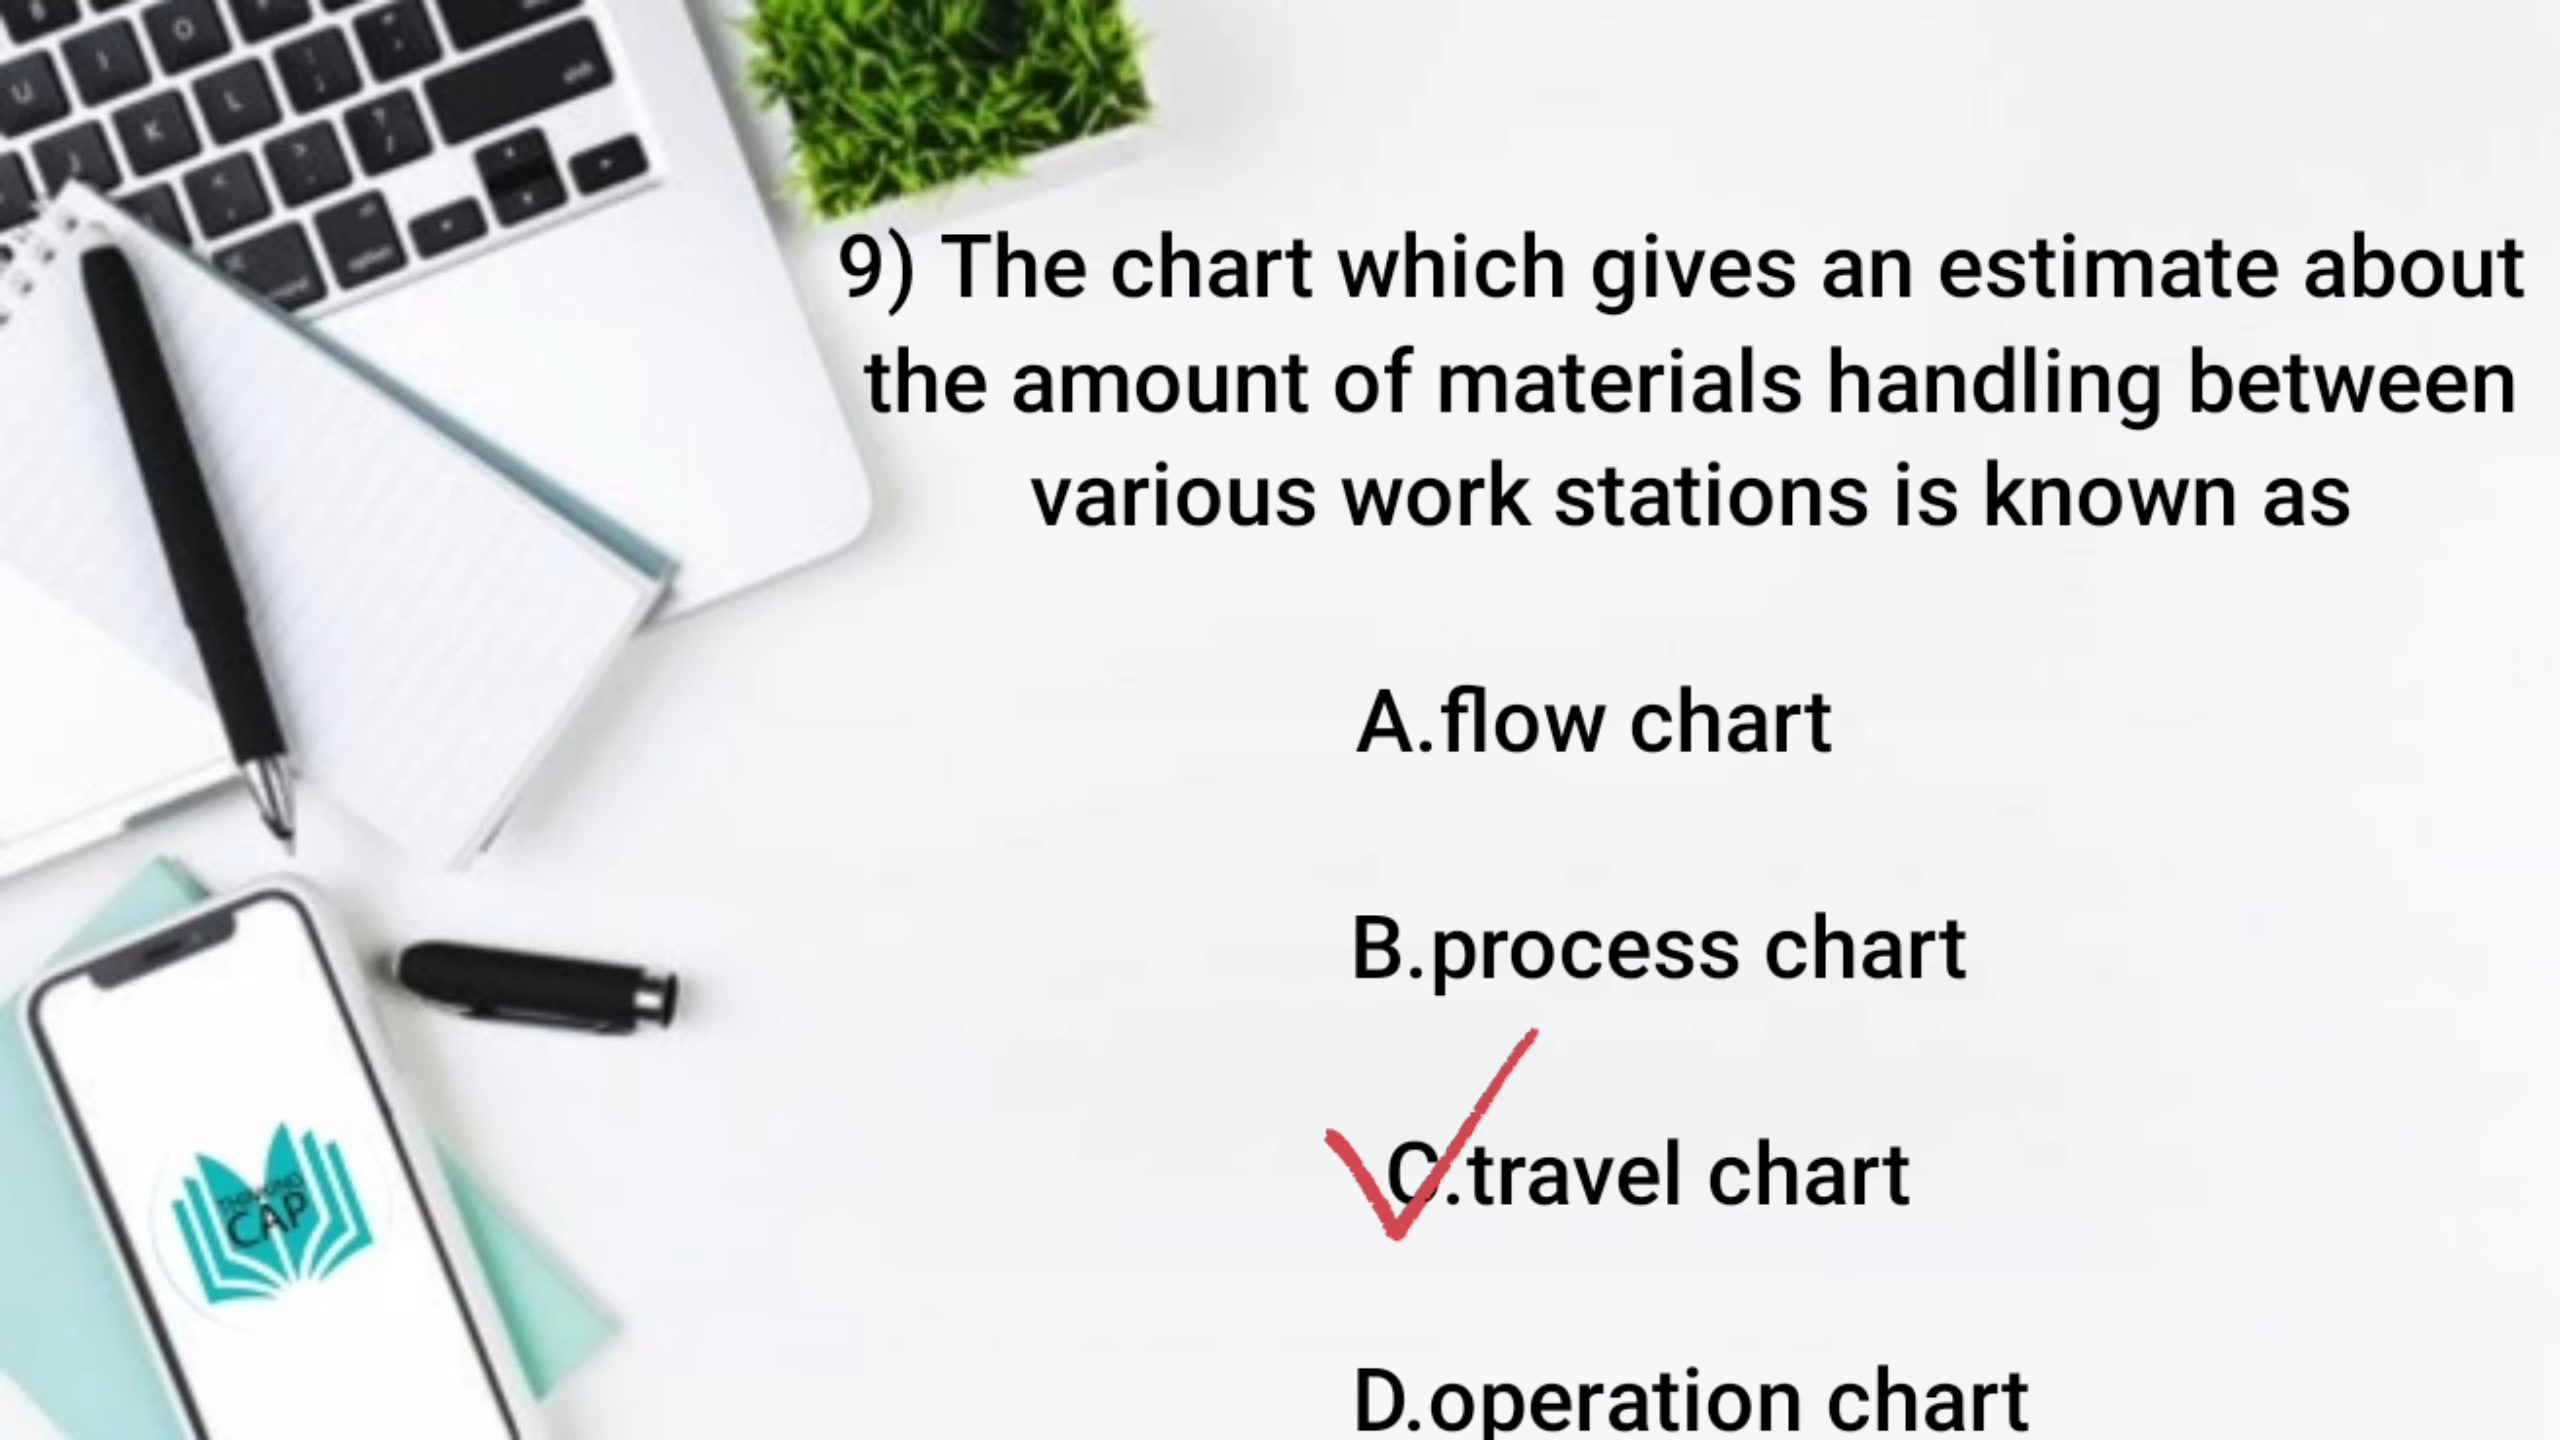 9) The chart which gives an estimate about
the amount of materials handling between
various work stations is known as
A.flow chart
B.process chart
C.travel chart
D.operation chart
THINKING
CAP